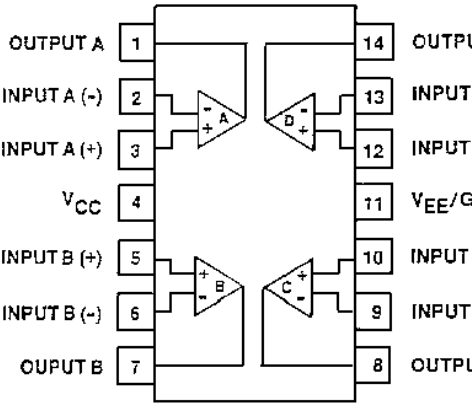 OUTPUT A 1 14 OUTPU
INPUT A (-) 2 - - 13 INPUT
A D
INPUT A (+) 3 + + 12 INPUT
VCC 4 11 VEE/G
INPUT B (+) 5 + + 10 INPUT
B C
INPUT B (-) 6 - - 9 INPUT
OUPUT B 7 8 OUTPU